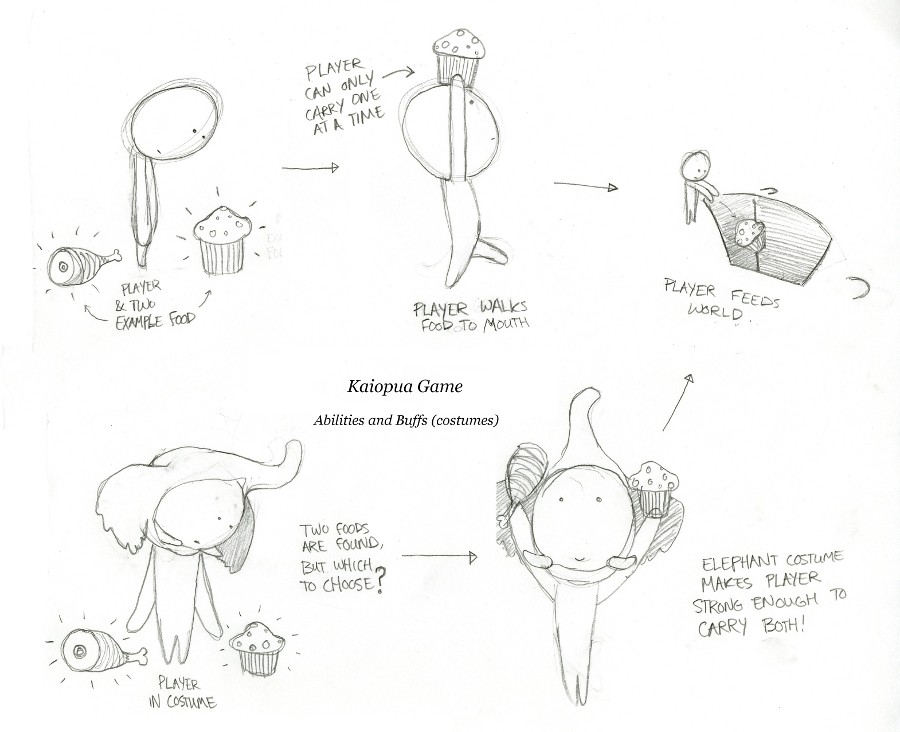 PLAYER
& TWO
EXAMPLE FOOD
PLAYER
CAN ONLY
CARRY ONE
AT A TIME
PLAYER WALKS
FOOD TO MOUTH
PLAYER FEEDS
WORLD.
Kaiopua Game
Abilities and Buffs (costumes)
PLAYER
IN COSTUME
TWO FOODS
ARE FOUND,
BUT WHICH
TO CHOOSE?
ELEPHANT COSTUME
MAKES PLAYER
STRONG ENOUGH TO
CARRY BOTH!